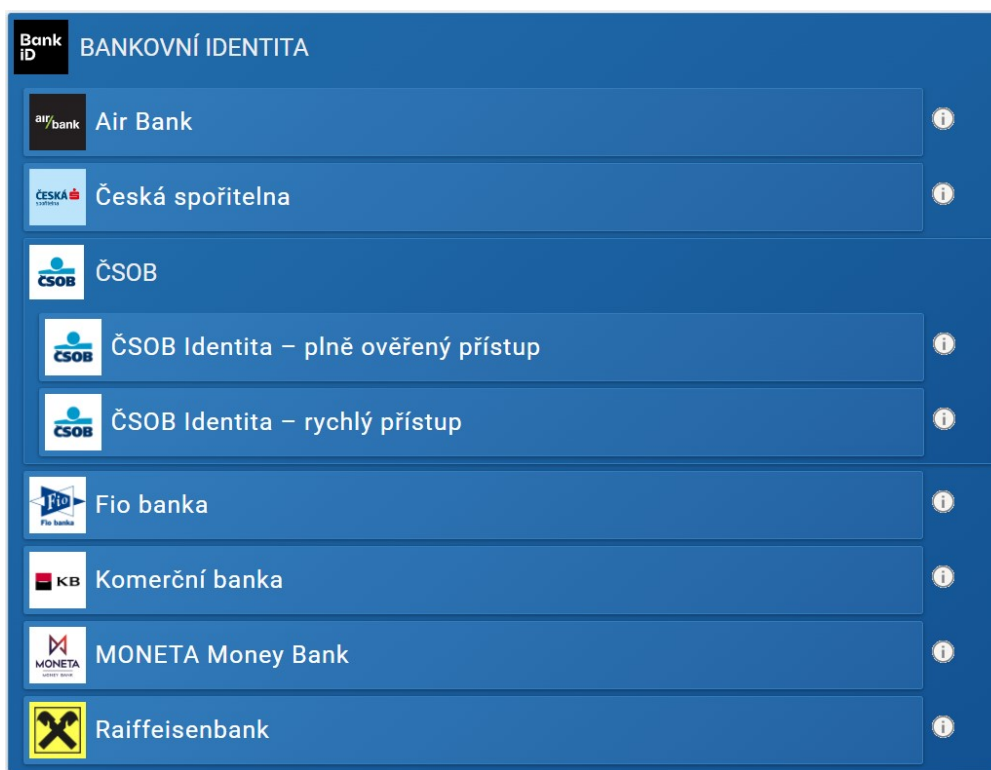 Bank iD BANKOVNÍ IDENTITA
air bank Air Bank
ČESKÁ spořitelna Česká spořitelna
ČSOB ČSOB
ČSOB ČSOB Identita – plně ověřený přístup
ČSOB ČSOB Identita – rychlý přístup
Fio Fio banka Fio banka
KB Komerční banka
MONETA MONEY BANK MONETA Money Bank
Raiffeisenbank